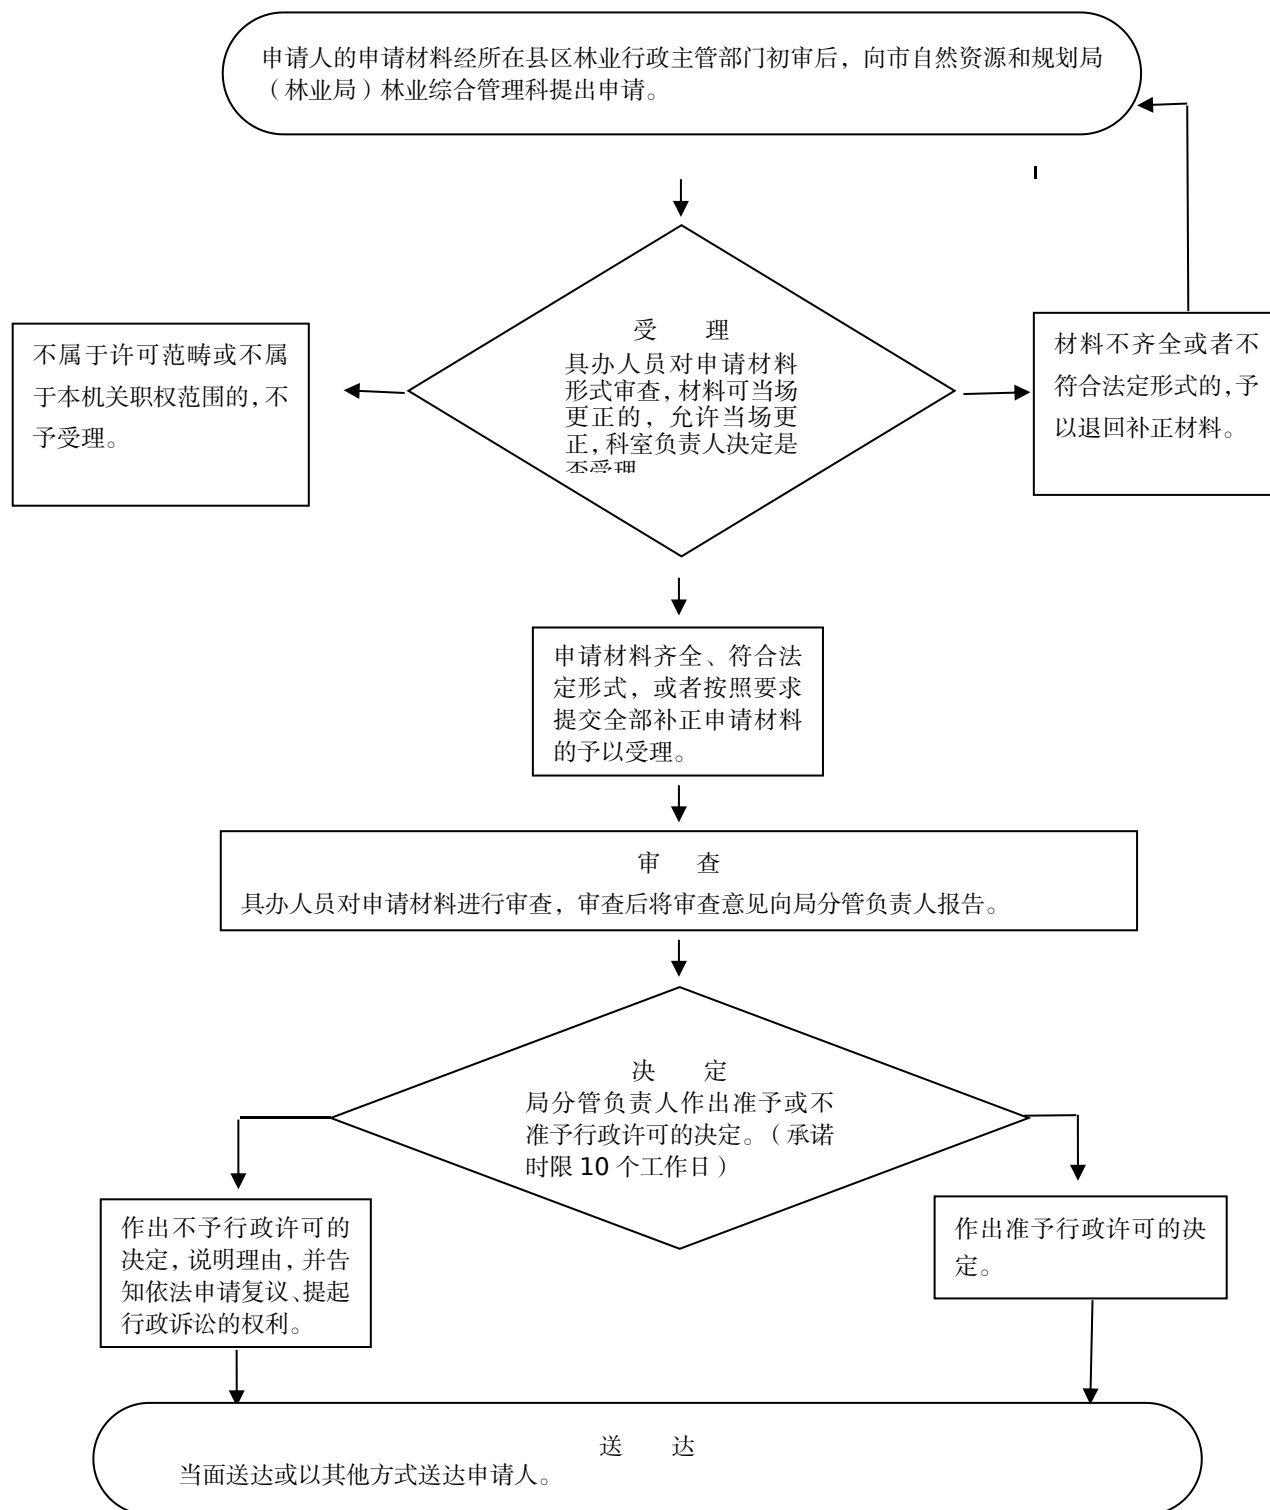 申请人的申请材料经所在县区林业行政主管部门初审后，向市自然资源和规划局
（林业局）林业综合管理科提出申请。
受 理
具办人员对申请材料
形式审查，材料可当场
更正的，允许当场更
正，科室负责人决定是
否受理
不属于许可范畴或不属
于本机关职权范围的，不
予受理。
材料不齐全或者不
符合法定形式的，予
以退回补正材料。
申请材料齐全、符合法
定形式，或者按照要求
提交全部补正申请材料
的予以受理。
审 查
具办人员对申请材料进行审查，审查后将审查意见向局分管负责人报告。
决 定
局分管负责人作出准予或不
准予行政许可的决定。（承诺
时限 10 个工作日）
作出不予行政许可的
决定，说明理由，并告
知依法申请复议、提起
行政诉讼的权利。
作出准予行政许可的决
定。
送 达
当面送达或以其他方式送达申请人。